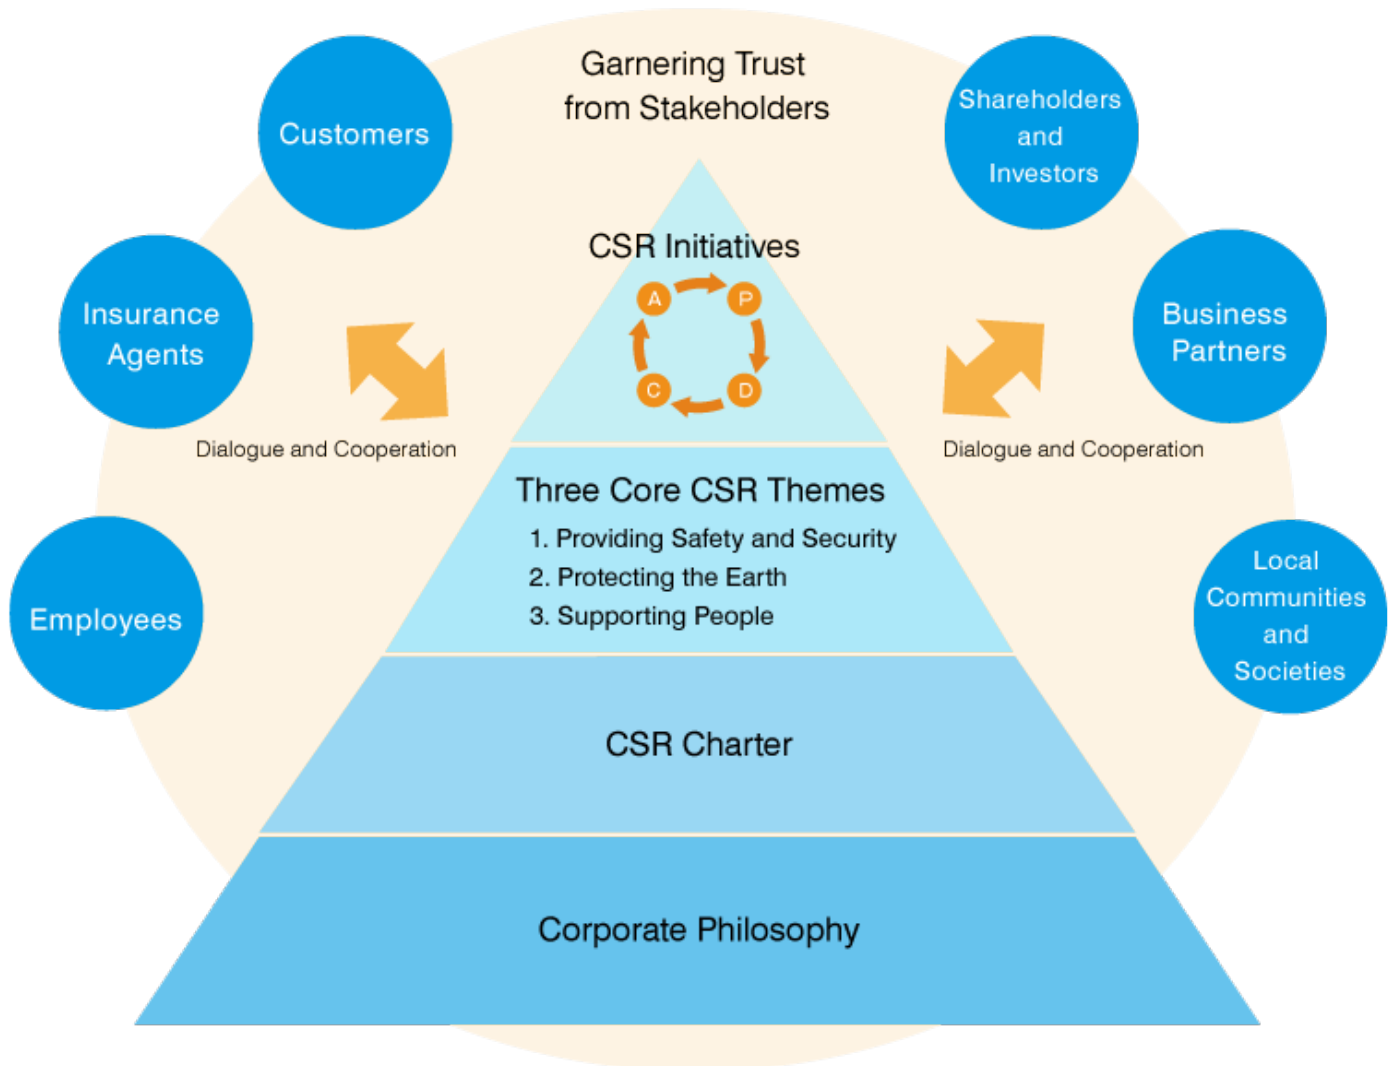 Garnering Trust
from Stakeholders
Customers
Shareholders
and
Investors
Insurance
Agents
Business
Partners
CSR Initiatives
A
P
C
D
Dialogue and Cooperation
Dialogue and Cooperation
Employees
Local
Communities
and
Societies
Three Core CSR Themes
1. Providing Safety and Security
2. Protecting the Earth
3. Supporting People
CSR Charter
Corporate Philosophy